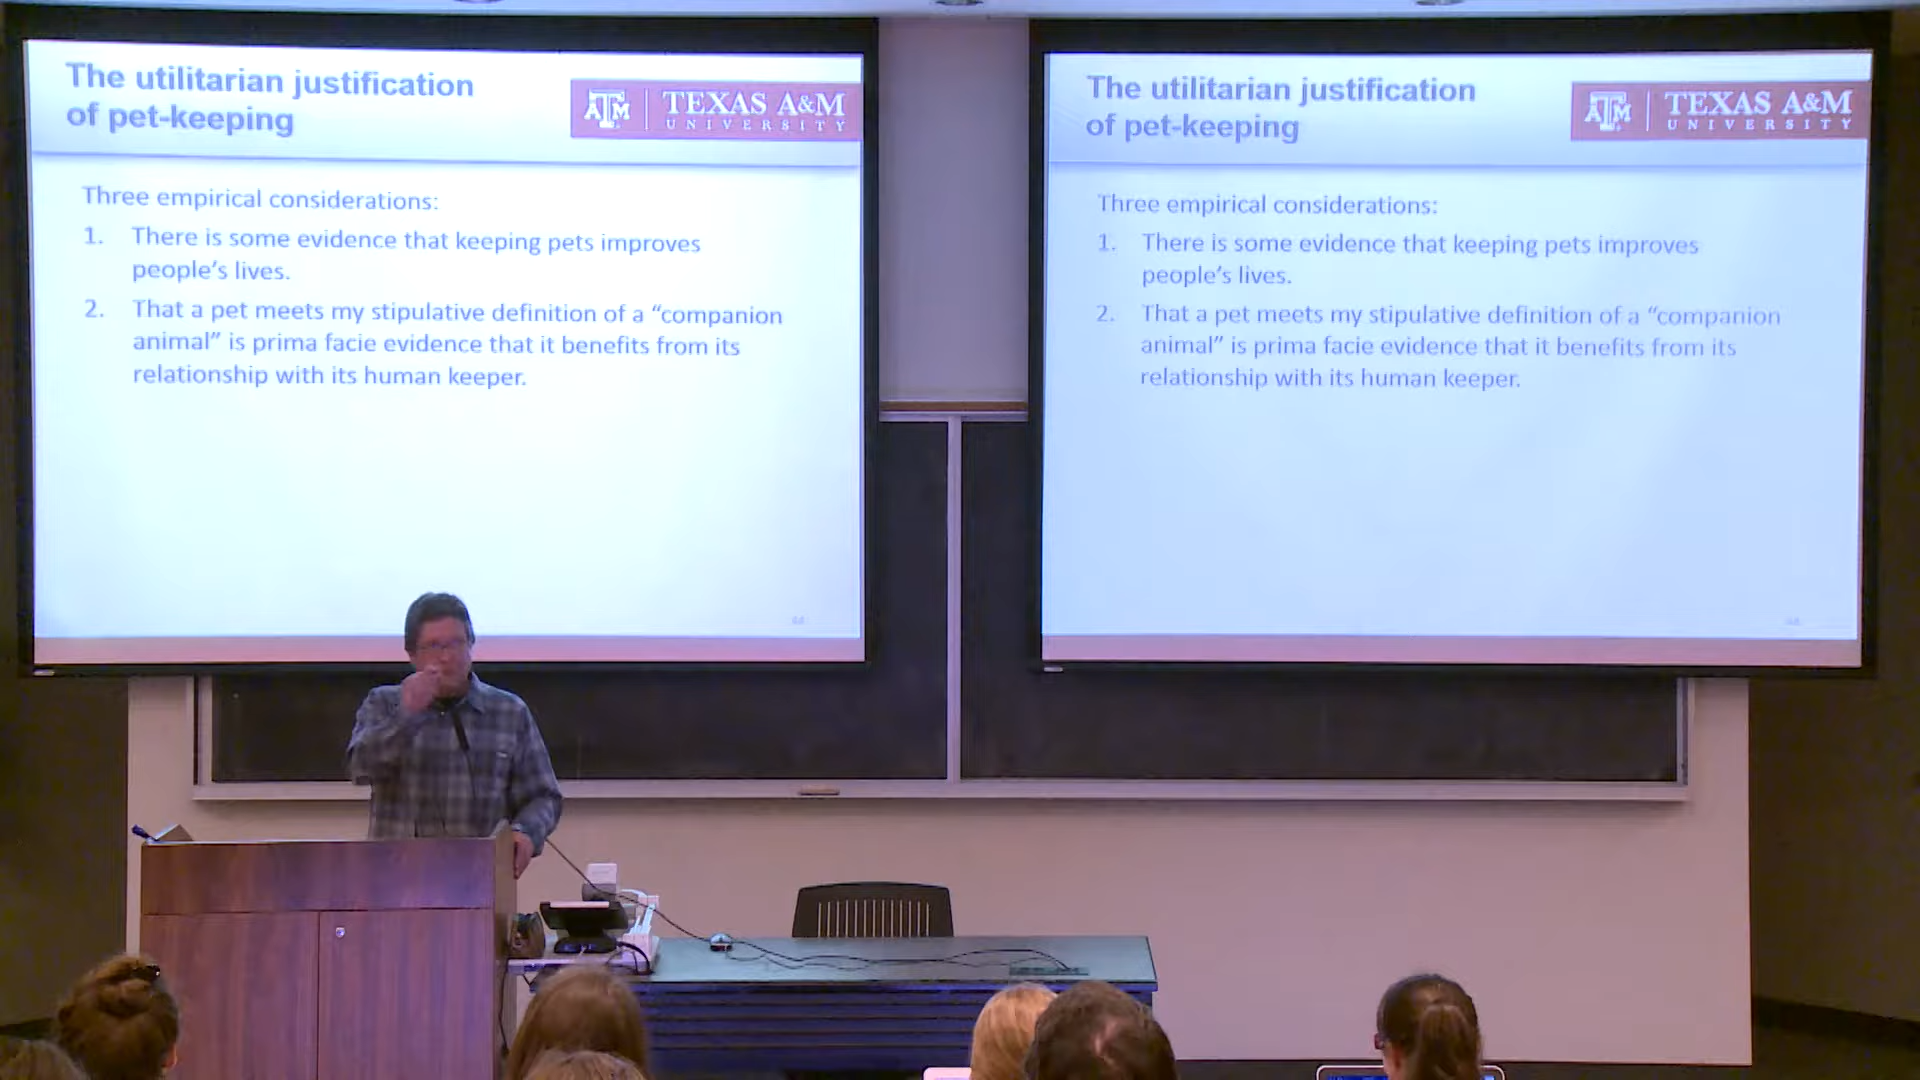 The utilitarian justification
of pet-keeping
ATM
TEXAS A&M
UNIVERSITY
Three empirical considerations:
1. There is some evidence that keeping pets improves
people's lives.
2. That a pet meets my stipulative definition of a “companion
animal” is prima facie evidence that it benefits from its
relationship with its human keeper.
The utilitarian justification
of pet-keeping
ATM
TEXAS A&M
UNIVERSITY
Three empirical considerations:
1. There is some evidence that keeping pets improves
people's lives.
2. That a pet meets my stipulative definition of a “companion
animal” is prima facie evidence that it benefits from its
relationship with its human keeper.